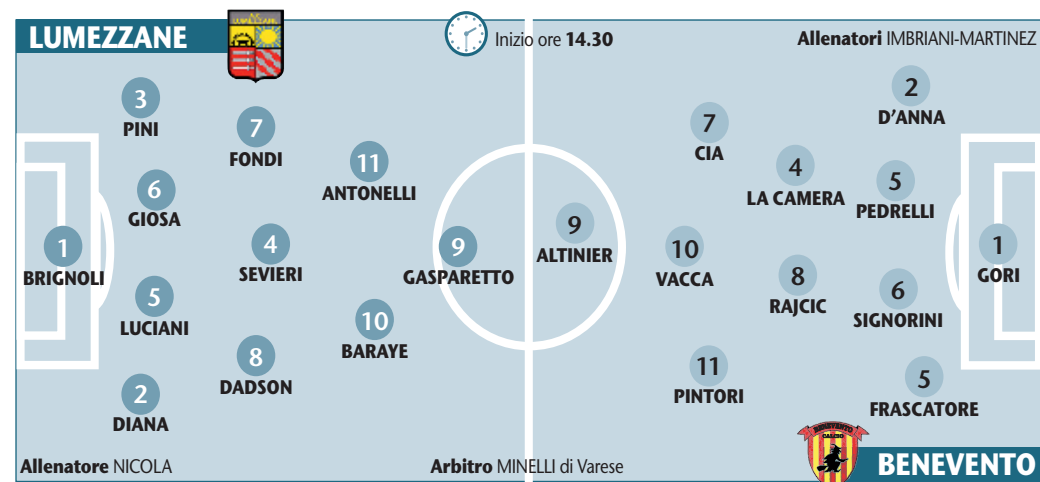 LUMEZZANE
Inizio ore 14.30
Allenatori IMBRIANI-MARTINEZ
3
PINI
7
FONDI
11
ANTONELLI
6
GIOSA
4
SEVIERI
9
GASPARETTO
1
BRIGNOLI
5
LUCIANI
10
BARAYE
8
DADSON
2
DIANA
9
ALTINIER
7
CIA
2
D'ANNA
4
LA CAMERA
5
PEDRELLI
10
VACCA
1
GORI
8
RAJCIC
6
SIGNORINI
11
PINTORI
5
FRASCATORE
Allenatore NICOLA
Arbitro MINELLI di Varese
BENEVENTO
CALCIO
BENEVENTO